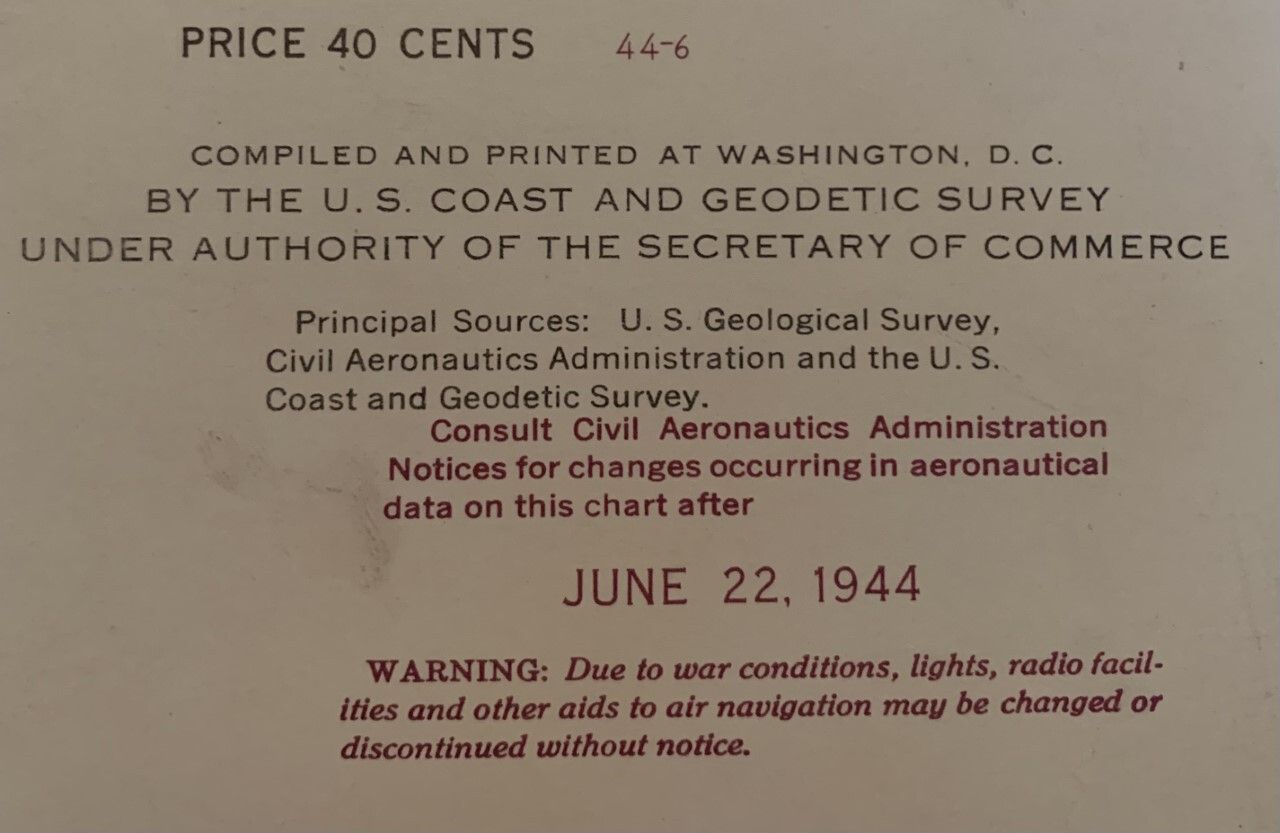 PRICE 40 CENTS 44-6
COMPILED AND PRINTED AT WASHINGTON, D. C.
BY THE U. S. COAST AND GEODETIC SURVEY
UNDER AUTHORITY OF THE SECRETARY OF COMMERCE
Principal Sources: U. S. Geological Survey,
Civil Aeronautics Administration and the U. S.
Coast and Geodetic Survey.
Consult Civil Aeronautics Administration
Notices for changes occurring in aeronautical
data on this chart after
JUNE 22, 1944
WARNING: Due to war conditions, lights, radio facil-
ities and other aids to air navigation may be changed or
discontinued without notice.